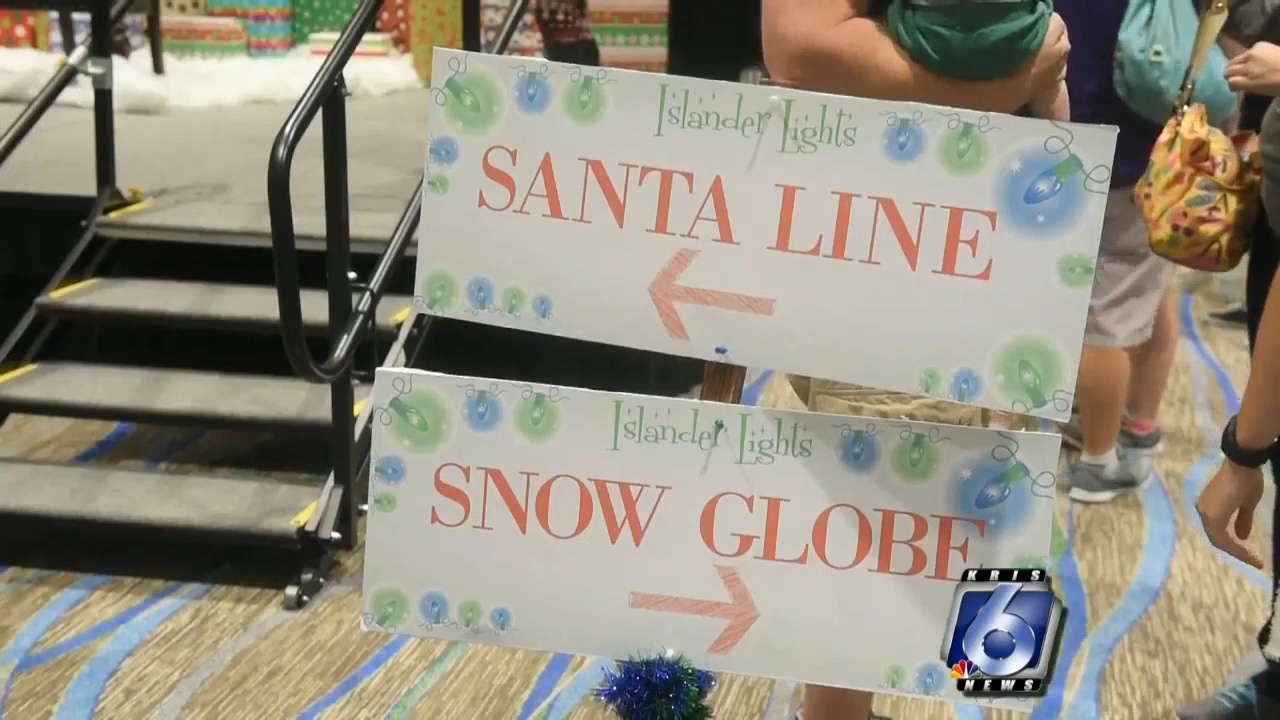 Islander Lights
SANTA LINE
Islander Lights
SNOW GLOBE
KRIS
6
NEWS